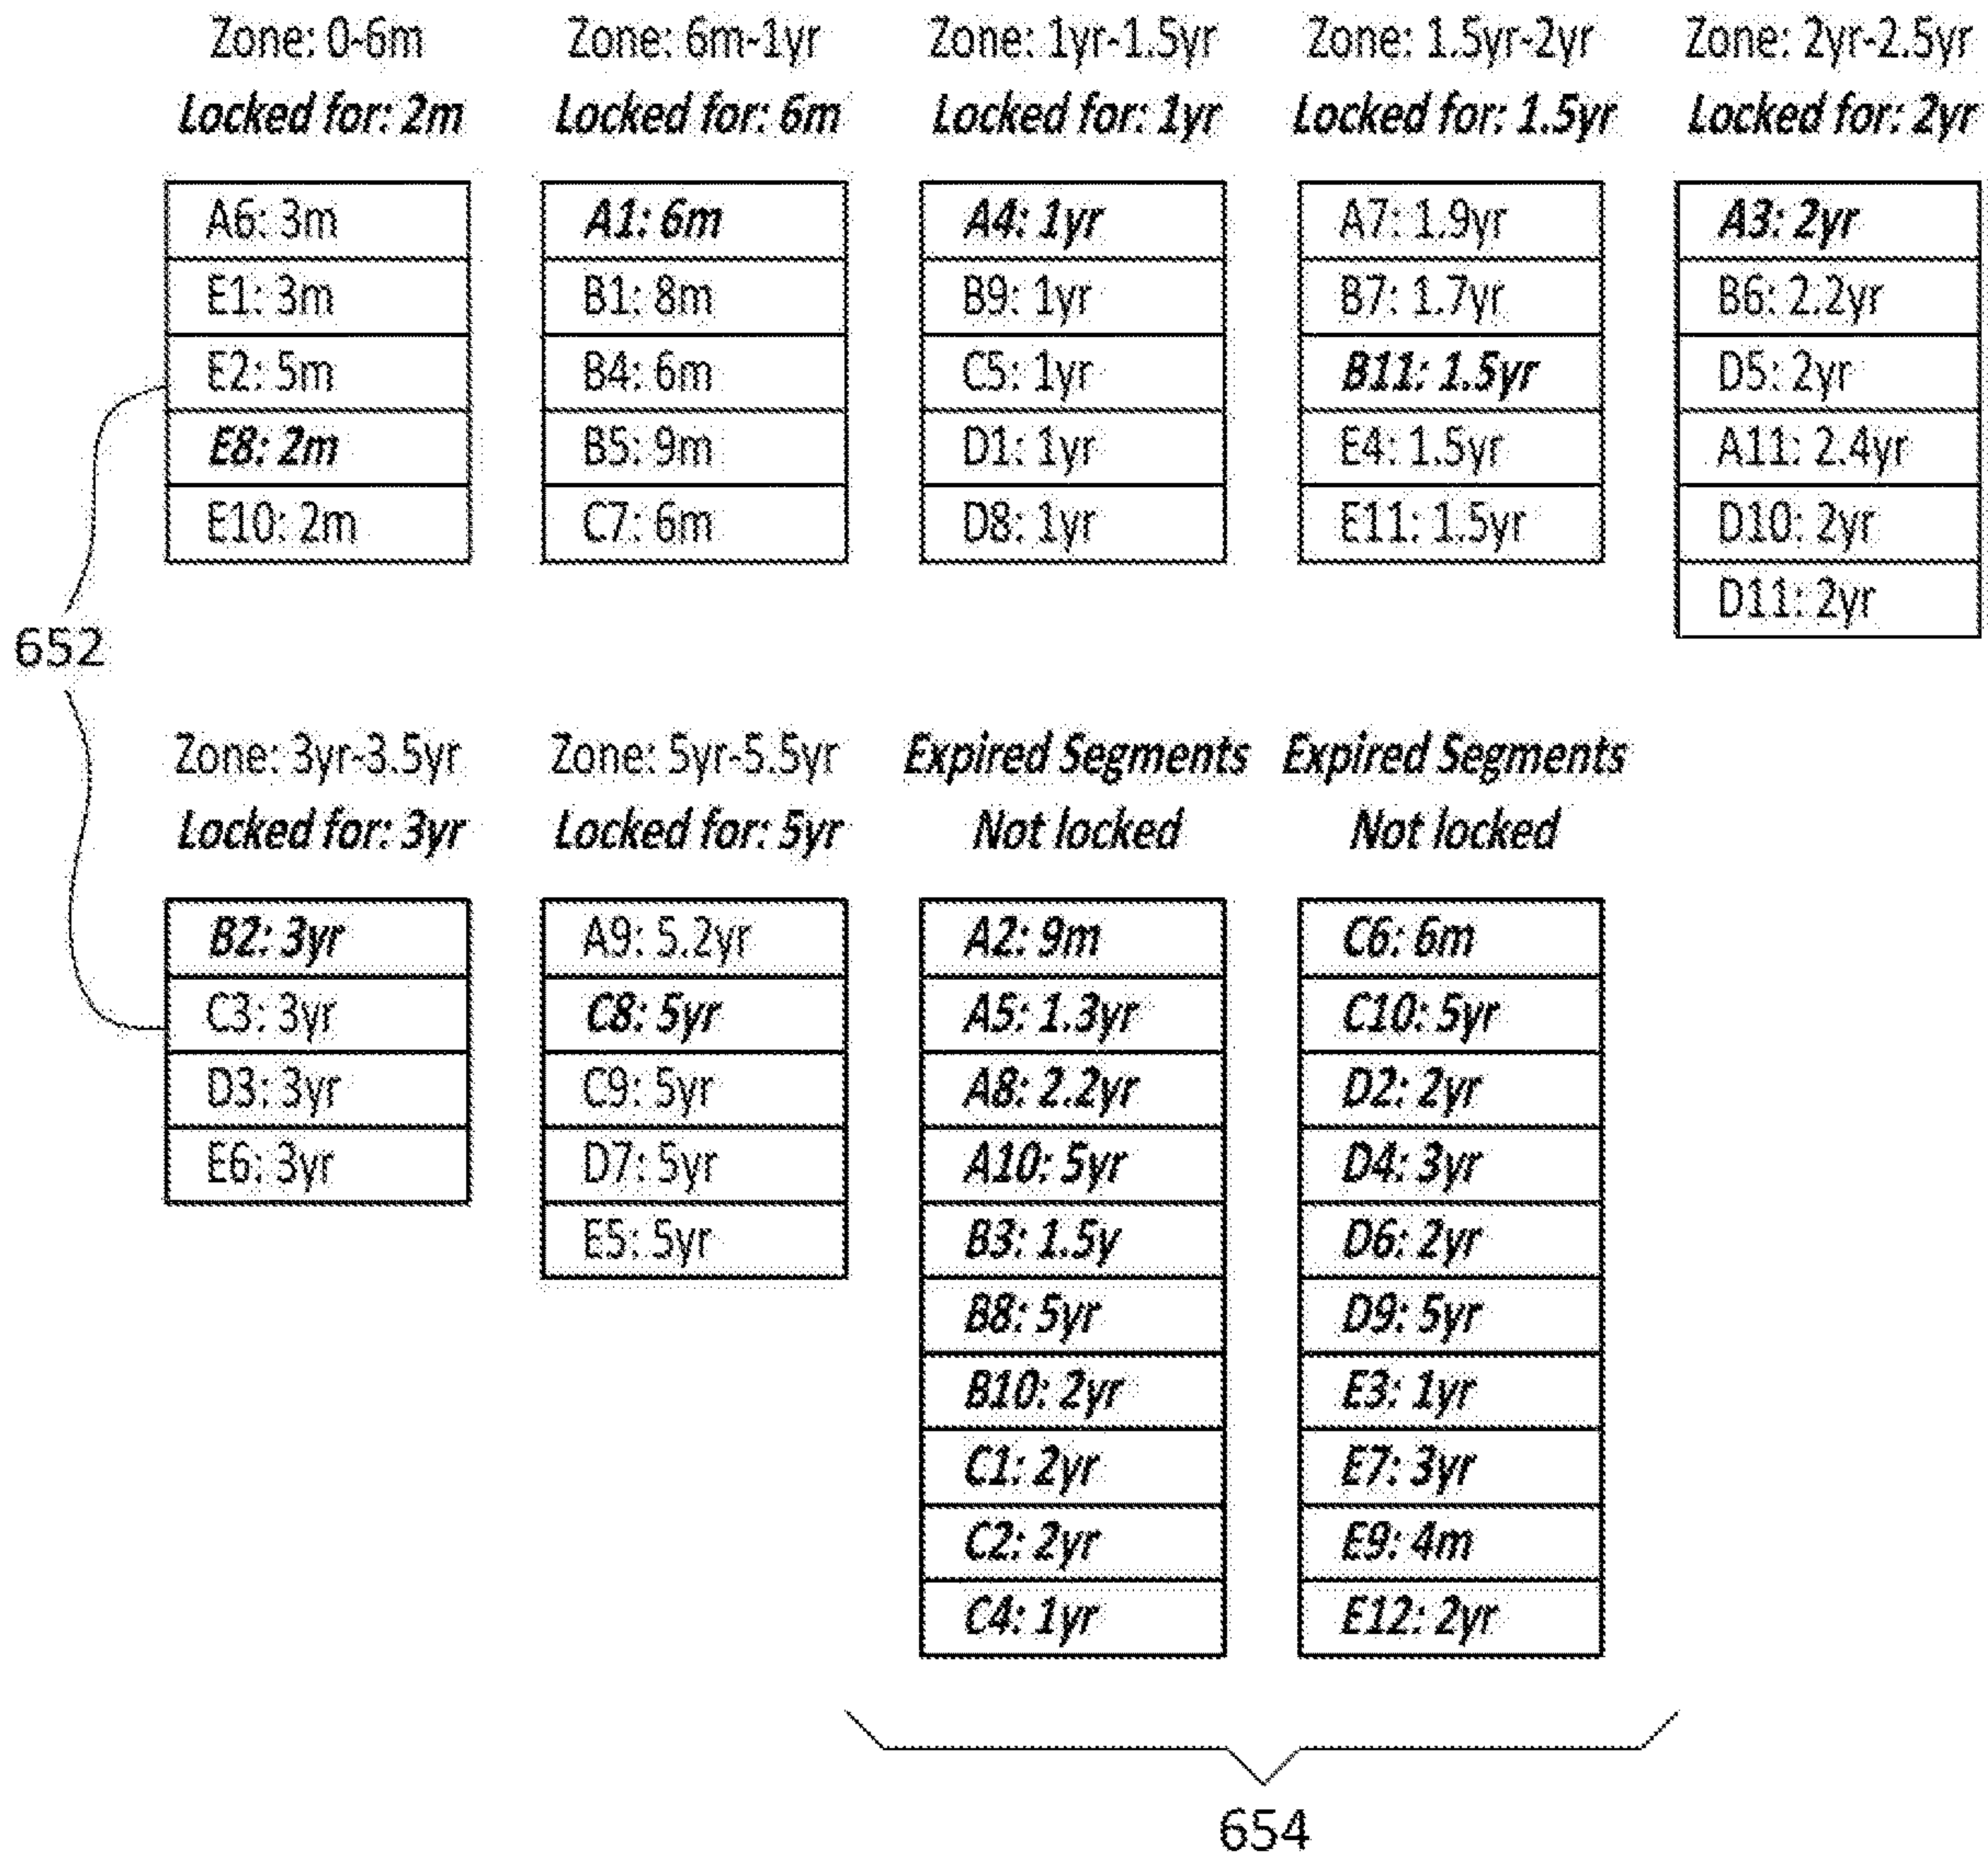 Zone: 0-6m
Locked for: 2m
A6: 3m
E1: 3m
E2: 5m
E8: 2m
E10: 2m
Zone: 6m-1yr
Locked for: 6m
A1: 6m
B1: 8m
B4: 6m
B5: 9m
C7: 6m
Zone: 1yr-1.5yr
Locked for: 1yr
A4: 1yr
B9: 1yr
C5: 1yr
D1: 1yr
D8: 1yr
Zone: 1.5yr-2yr
Locked for: 1.5yr
A7: 1.9yr
B7: 1.7yr
B11: 1.5yr
E4: 1.5yr
E11: 1.5yr
Zone: 2yr-2.5yr
Locked for: 2yr
A3: 2yr
B6: 2.2yr
D5: 2yr
A11: 2.4yr
D10: 2yr
D11: 2yr
652
Zone: 3yr-3.5yr
Locked for: 3yr
B2: 3yr
C3: 3yr
D3: 3yr
E6: 3yr
Zone: 5yr-5.5yr
Locked for: 5yr
A9: 5.2yr
C8: 5yr
C9: 5yr
D7: 5yr
E5: 5yr
Expired Segments
Not locked
A2: 9m
A5: 1.3yr
A8: 2.2yr
A10: 5yr
B3: 1.5y
B8: 5yr
B10: 2yr
C1: 2yr
C2: 2yr
C4: 1yr
Expired Segments
Not locked
C6: 6m
C10: 5yr
D2: 2yr
D4: 3yr
D6: 2yr
D9: 5yr
E3: 1yr
E7: 3yr
E9: 4m
E12: 2yr
654